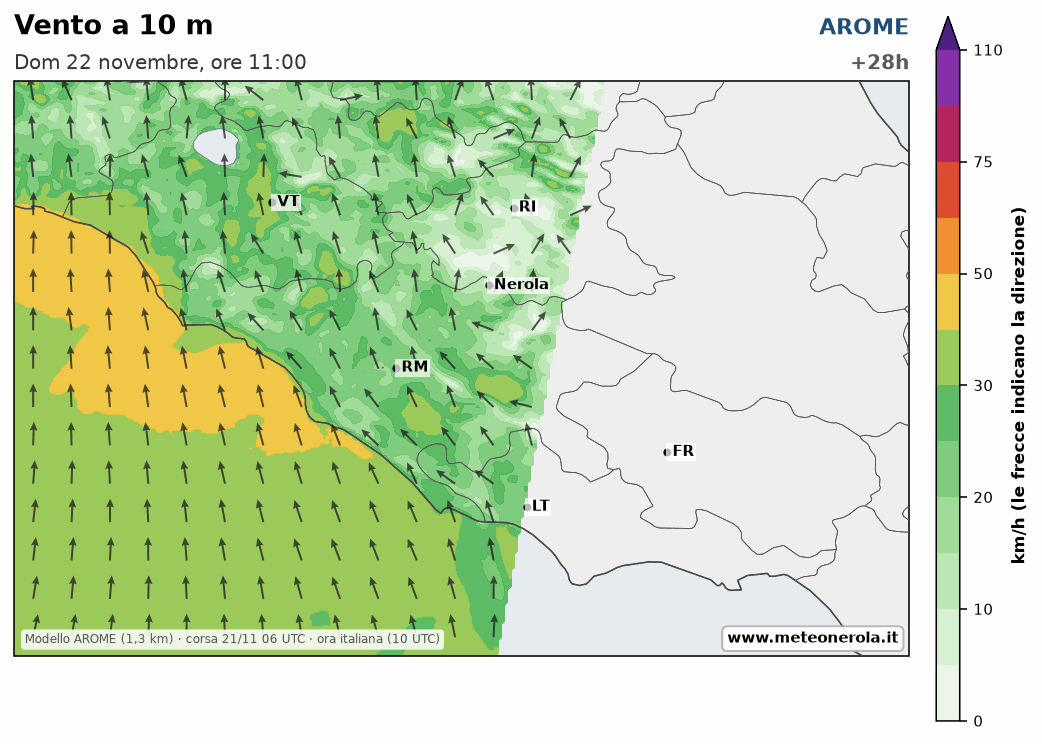 Vento a 10 m
AROME
Dom 22 novembre, ore 11:00
+28h
110
75
50
30
20
10
0
km/h (le frecce indicano la direzione)
VT
RI
Nerola
RM
FR
LT
Modello AROME (1,3 km) · corsa 21/11 06 UTC · ora italiana (10 UTC)
www.meteonerola.it